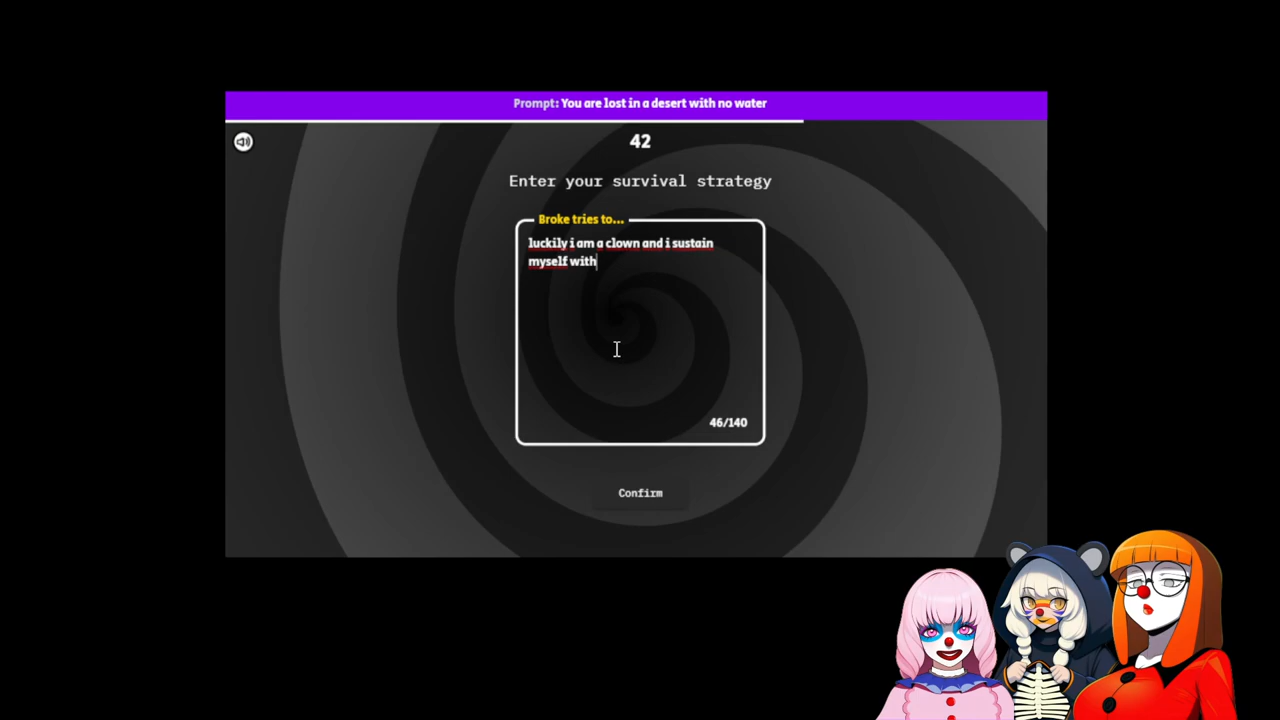 Prompt: You are lost in a desert with no water
42
Enter your survival strategy
Broke tries to...
luckily i am a clown and i sustain
myself with
46/140
Confirm